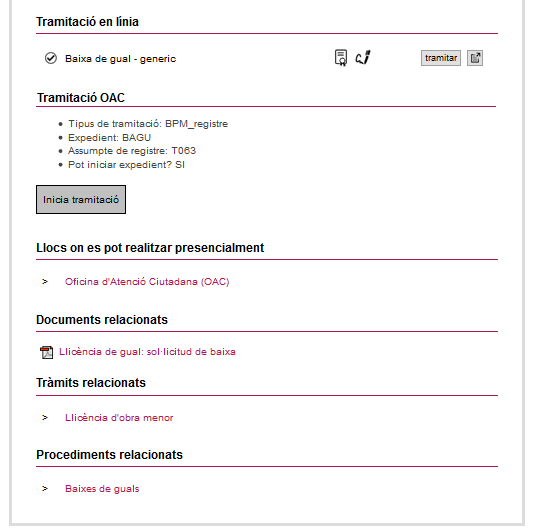 Tramitació en línia
Baixa de gual - generic
tramitar
Tramitació OAC
Tipus de tramitació: BPM_registre
Expedient: BAGU
Assumpte de registre: T063
Pot iniciar expedient? SI
Inicia tramitació
Llocs on es pot realitzar presencialment
> Oficina d'Atenció Ciutadana (OAC)
Documents relacionats
Llicència de gual: sol·licitud de baixa
Tràmits relacionats
> Llicència d'obra menor
Procediments relacionats
> Baixes de guals